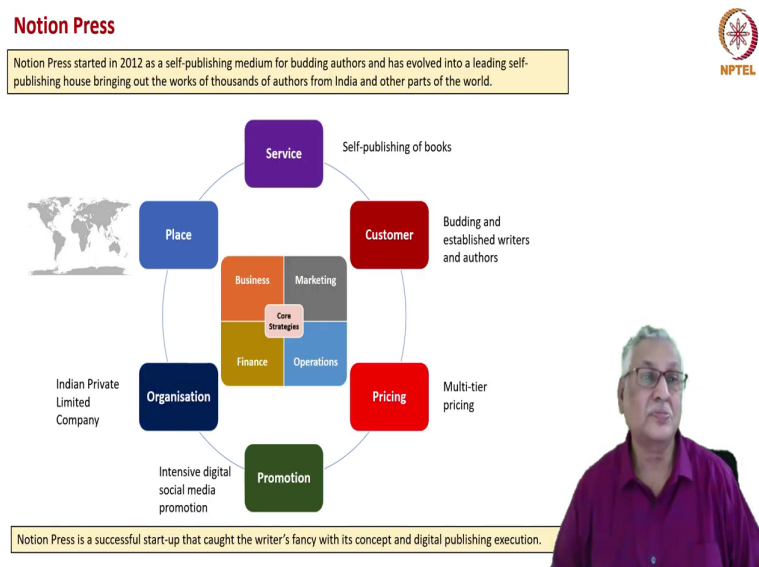 Notion Press
NPTEL
Notion Press started in 2012 as a self-publishing medium for budding authors and has evolved into a leading self-
publishing house bringing out the works of thousands of authors from India and other parts of the world.
Service
Self-publishing of books
Place
Customer
Budding and
established writers
and authors
Business
Marketing
Core
Strategies
Finance
Operations
Indian Private
Limited
Company
Organisation
Pricing
Multi-tier
pricing
Intensive digital
social media
promotion
Promotion
Notion Press is a successful start-up that caught the writer's fancy with its concept and digital publishing execution.